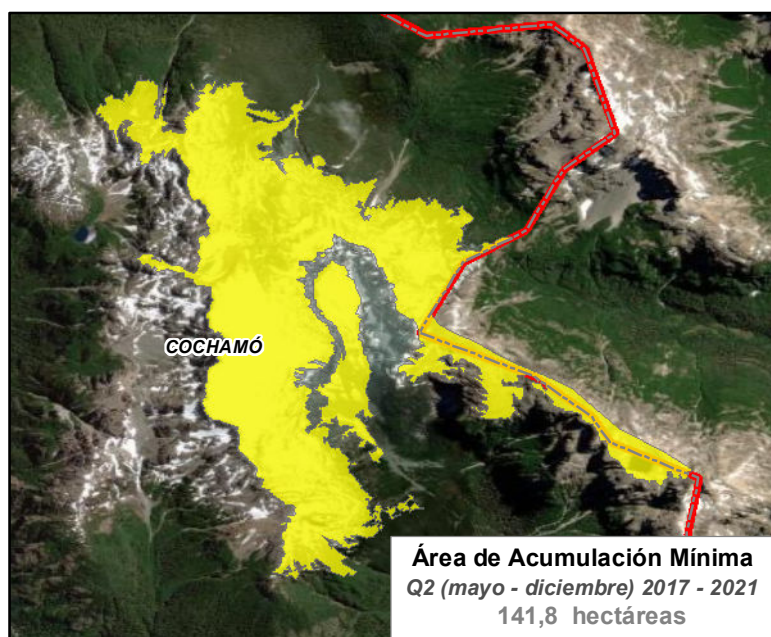 COCHAMÓ
Área de Acumulación Mínima
Q2 (mayo - diciembre) 2017 - 2021
141,8 hectáreas